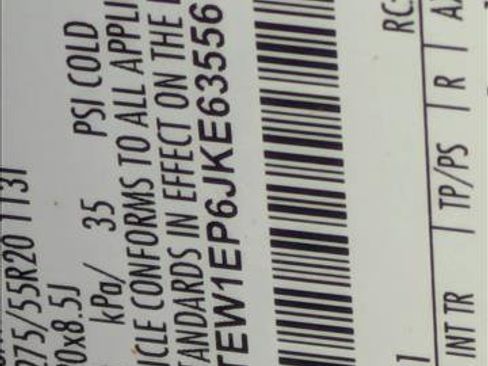 275/55R20 113T
20x8.5J
kPa/ 35 PSI COLD
ICLE CONFORMS TO ALL APPLI
TANDARDS IN EFFECT ON THE
TEW1EP6JKE63556
RC:
INT TR TP/PS R